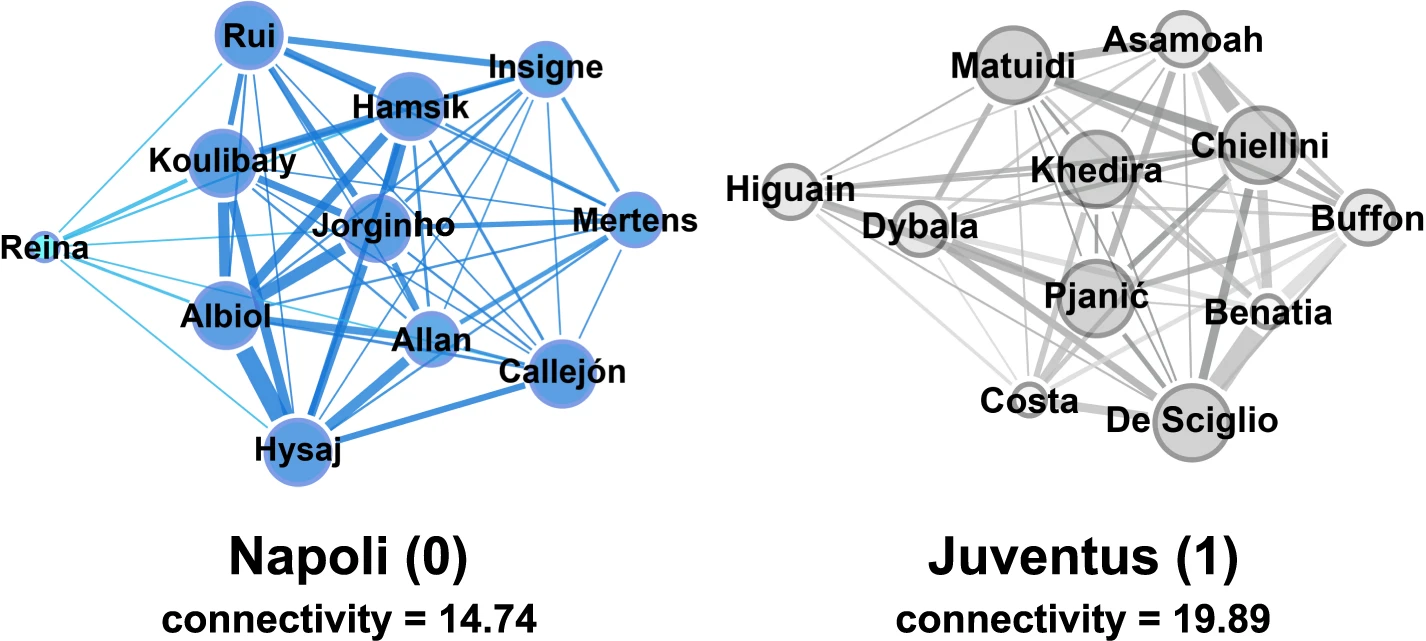 Rui
Insigne
Hamsik
Koulibaly
Jorginho
Mertens
Reina
Albiol
Allan
Callejón
Hysaj
Napoli (0)
connectivity = 14.74
Asamoah
Matuidi
Chiellini
Khedira
Higuain
Dybala
Buffon
Pjanić
Benatia
Costa
De Sciglio
Juventus (1)
connectivity = 19.89